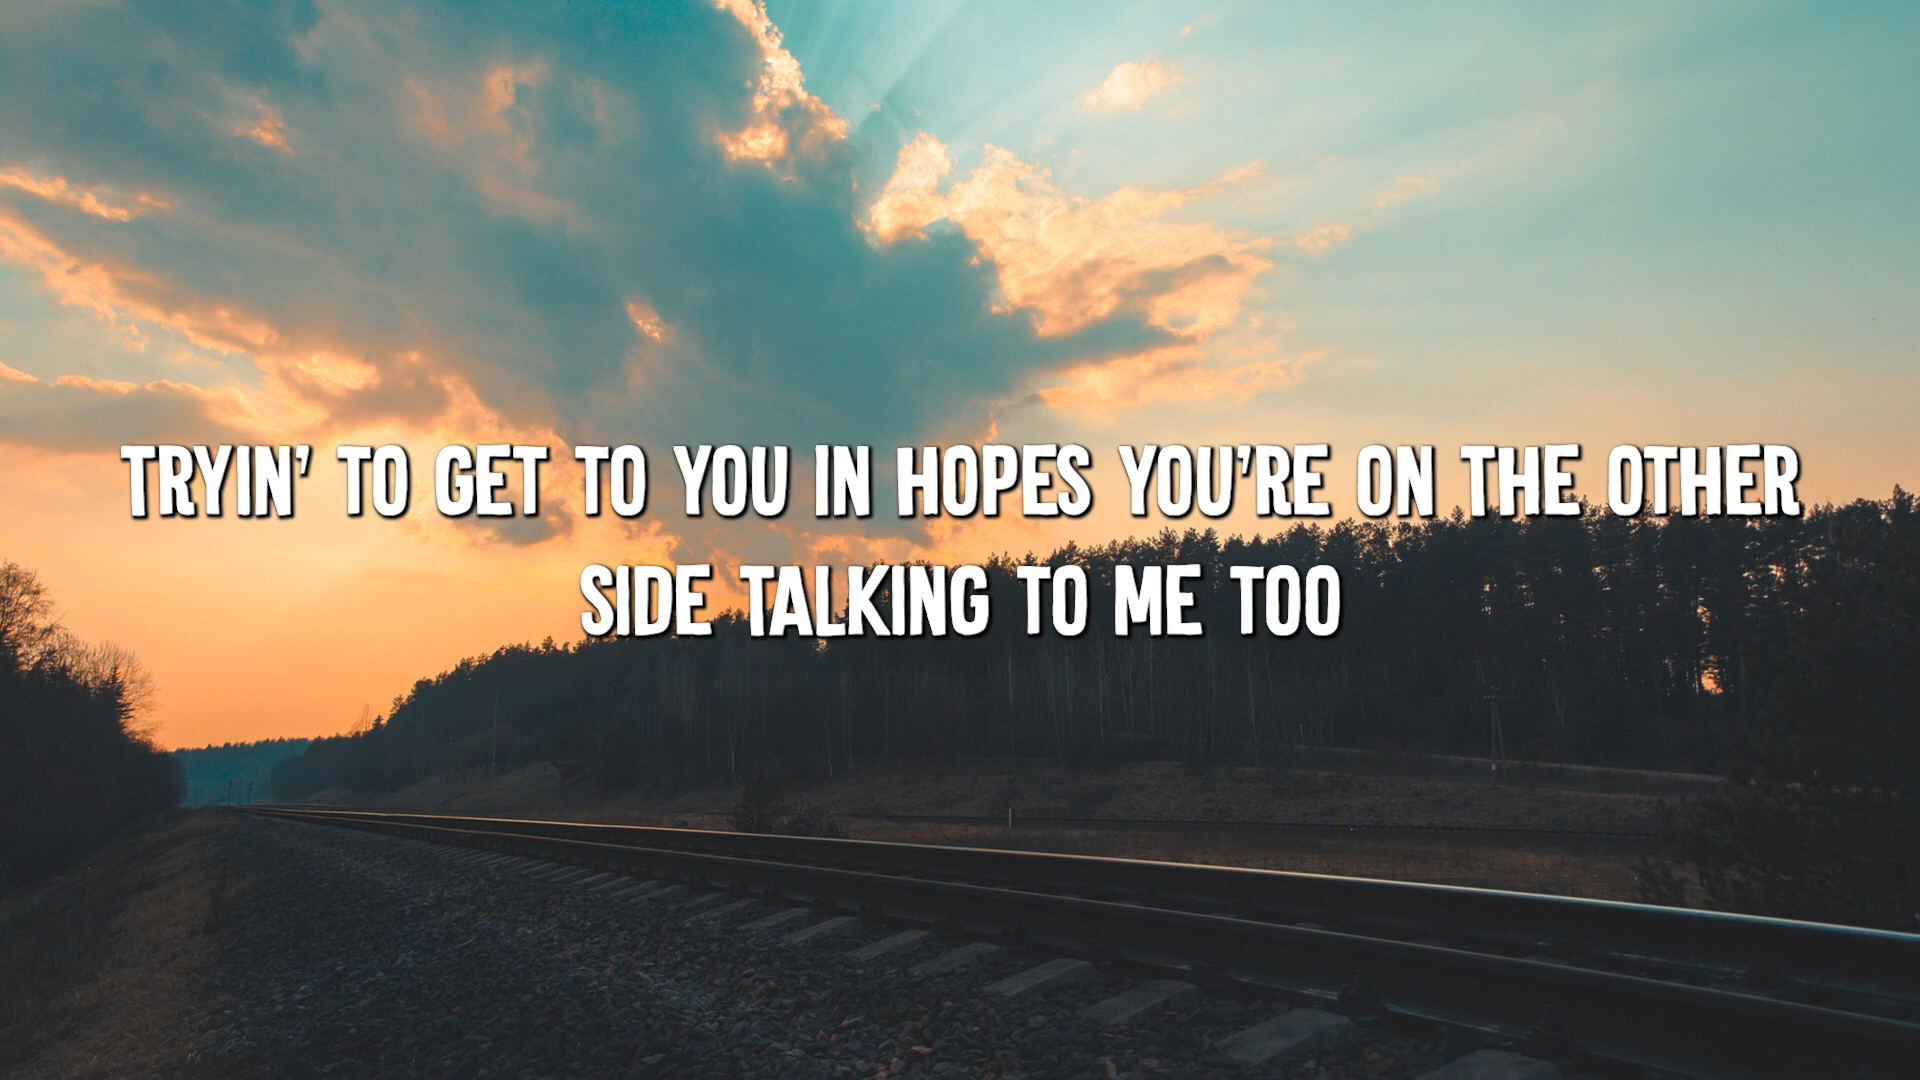 TRYIN' TO GET TO YOU IN HOPES YOU'RE ON THE OTHER
SIDE TALKING TO ME TOO